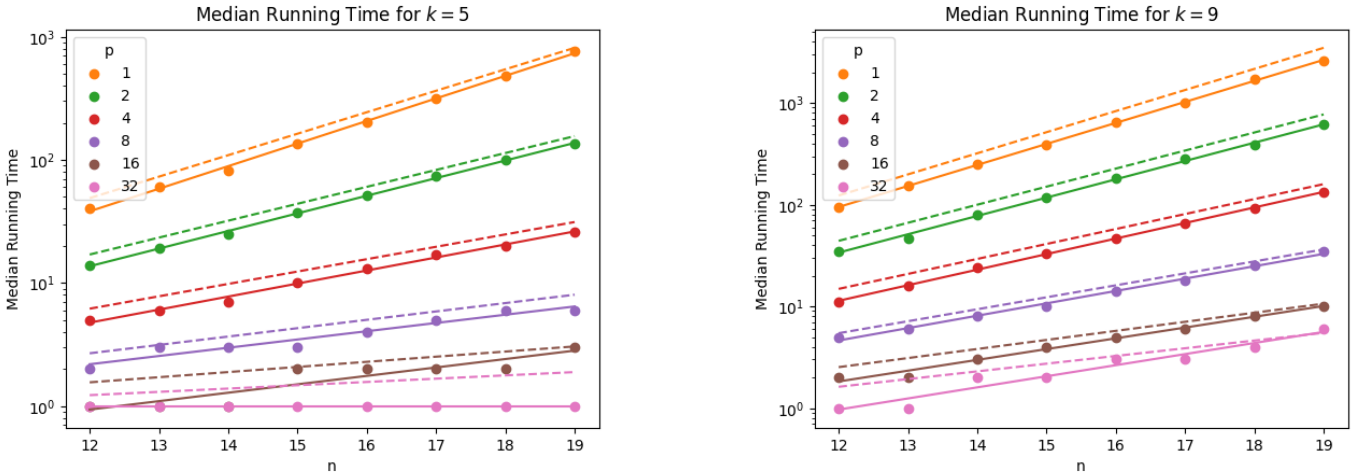 Median Running Time for k = 5
Median Running Time
10³
10²
10¹
10⁰
p
1
2
4
8
16
32
12 13 14 15 16 17 18 19
n
Median Running Time for k = 9
Median Running Time
10³
10²
10¹
10⁰
p
1
2
4
8
16
32
12 13 14 15 16 17 18 19
n